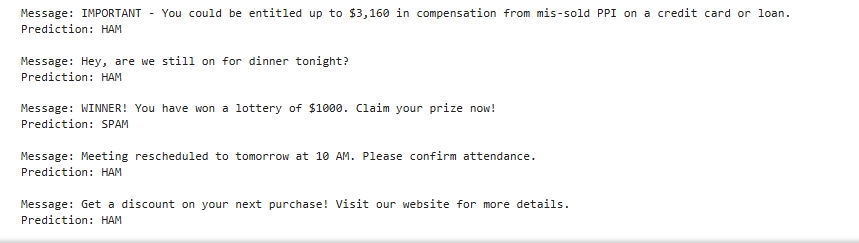 Message: IMPORTANT - You could be entitled up to $3,160 in compensation from mis-sold PPI on a credit card or loan.
Prediction: HAM
Message: Hey, are we still on for dinner tonight?
Prediction: HAM
Message: WINNER! You have won a lottery of $1000. Claim your prize now!
Prediction: SPAM
Message: Meeting rescheduled to tomorrow at 10 AM. Please confirm attendance.
Prediction: HAM
Message: Get a discount on your next purchase! Visit our website for more details.
Prediction: HAM